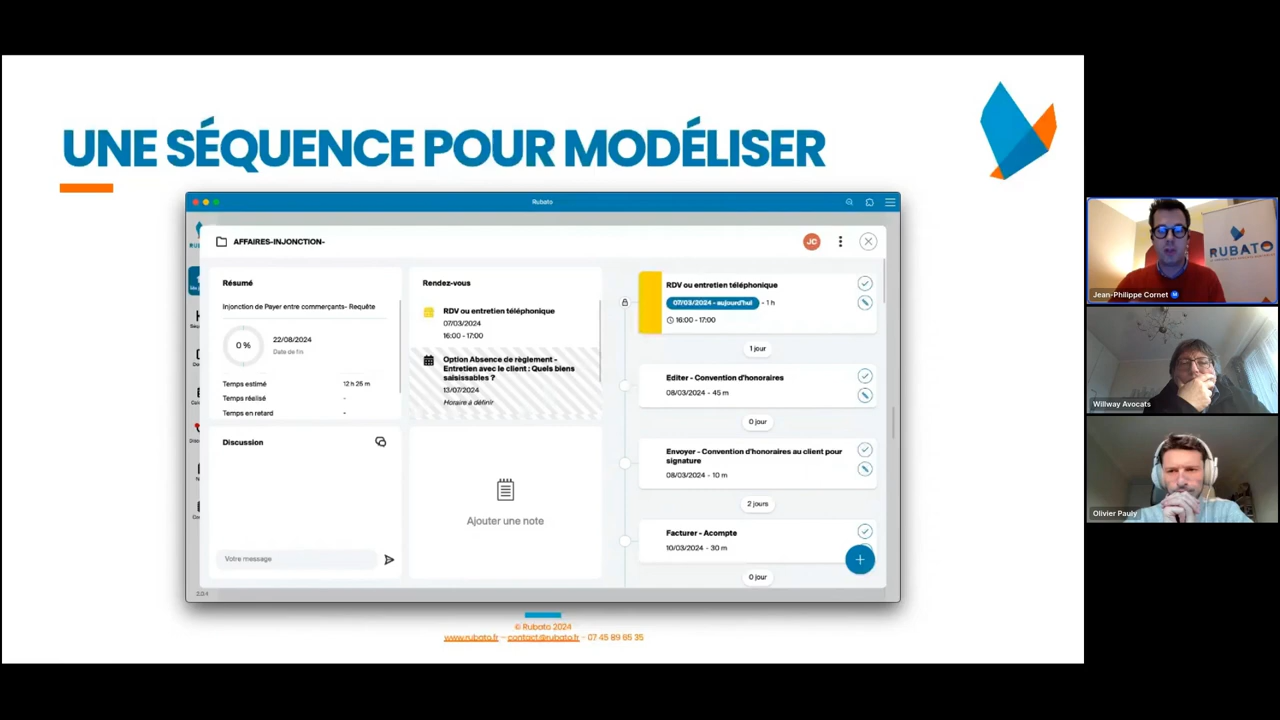 UNE SÉQUENCE POUR MODÉLISER
Rubato
AFFAIRES-INJONCTION-
JC
Résumé
Injonction de Payer entre commerçants- Requête
0 %
22/08/2024
Date de fin
Temps estimé
12 h 25 m
Temps réalisé
-
Temps en retard
-
Discussion
Votre message
Rendez-vous
RDV ou entretien téléphonique
07/03/2024
16:00 - 17:00
Option Absence de règlement -
Entretien avec le client : Quels biens
saisissables ?
13/07/2024
Horaire à définir
Ajouter une note
RDV ou entretien téléphonique
07/03/2024 - aujourd'hui - 1 h
16:00 - 17:00
1 jour
Editer - Convention d'honoraires
08/03/2024 - 45 m
0 jour
Envoyer - Convention d'honoraires au client pour
signature
08/03/2024 - 10 m
2 jours
Facturer - Acompte
10/03/2024 - 30 m
0 jour
© Rubato 2024
www.rubato.fr – contact@rubato.fr - 07 45 89 65 35
RUBATO
Jean-Philippe Cornet
Willway Avocats
Olivier Pauly